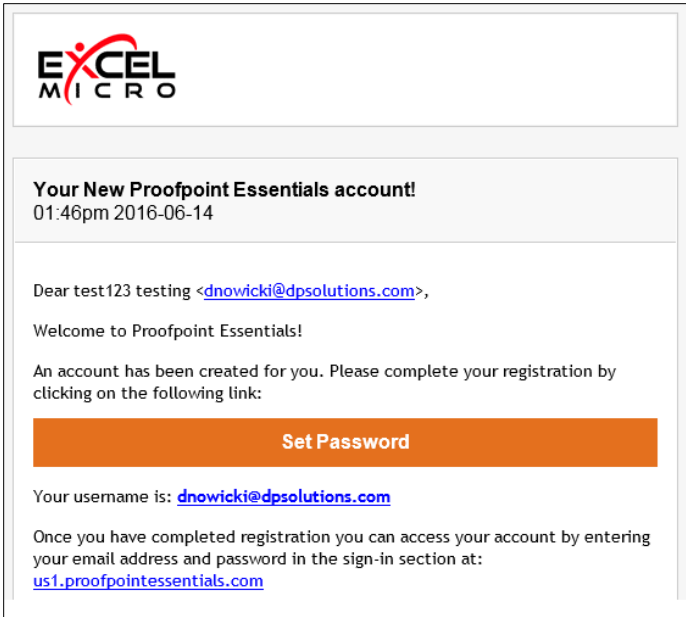 EXCEL
MICRO
Your New Proofpoint Essentials account!
01:46pm 2016-06-14
Dear test123 testing <dnowicki@dpsolutions.com>,
Welcome to Proofpoint Essentials!
An account has been created for you. Please complete your registration by
clicking on the following link:
Set Password
Your username is: dnowicki@dpsolutions.com
Once you have completed registration you can access your account by entering
your email address and password in the sign-in section at:
us1.proofpointessentials.com